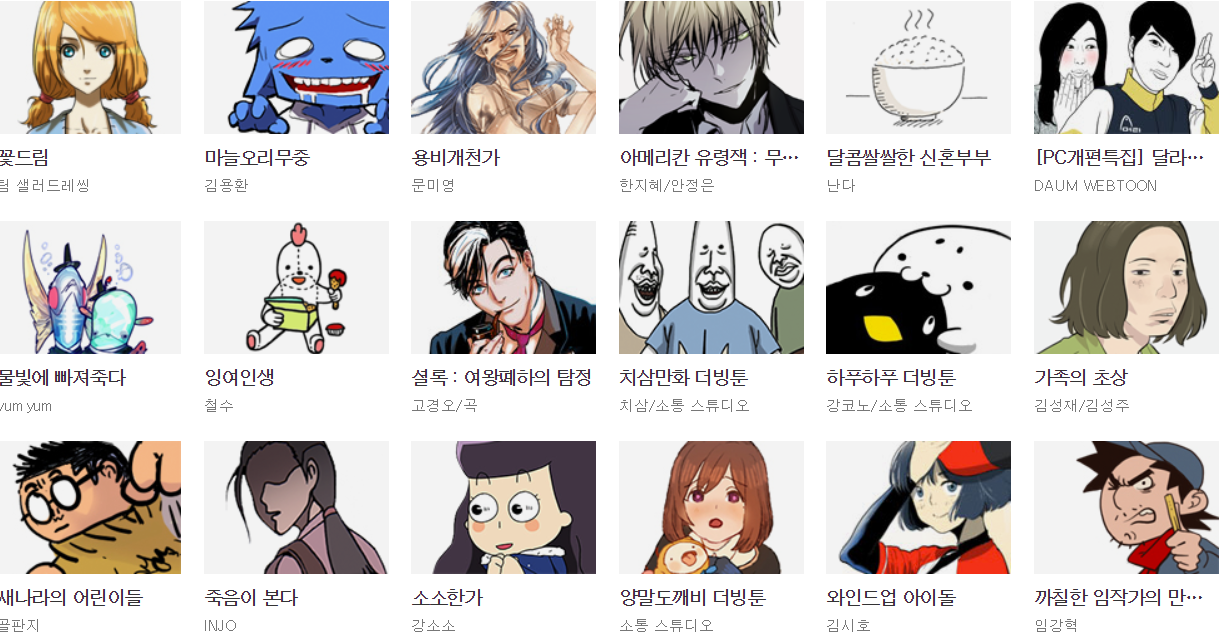 꽃드림
마늘오리무중
용비개천가
아메리칸 유령잭 : 무…
달콤쌀쌀한 신혼부부
[PC개편특집] 달라…
팀 샐러드레씽
김용환
문미영
한지혜/안정은
난다
DAUM WEBTOON
물빛에 빠져죽다
잉여인생
셜록 : 여왕폐하의 탐정
치삼만화 더빙툰
하푸하푸 더빙툰
가족의 초상
yum yum
철수
고경오/곡
치삼/소통 스튜디오
강코노/소통 스튜디오
김성재/김성주
새나라의 어린이들
죽음이 본다
소소한가
양말도깨비 더빙툰
와인드업 아이돌
까칠한 임작가의 만…
골판지
INJO
강소소
소통 스튜디오
김시호
임강혁